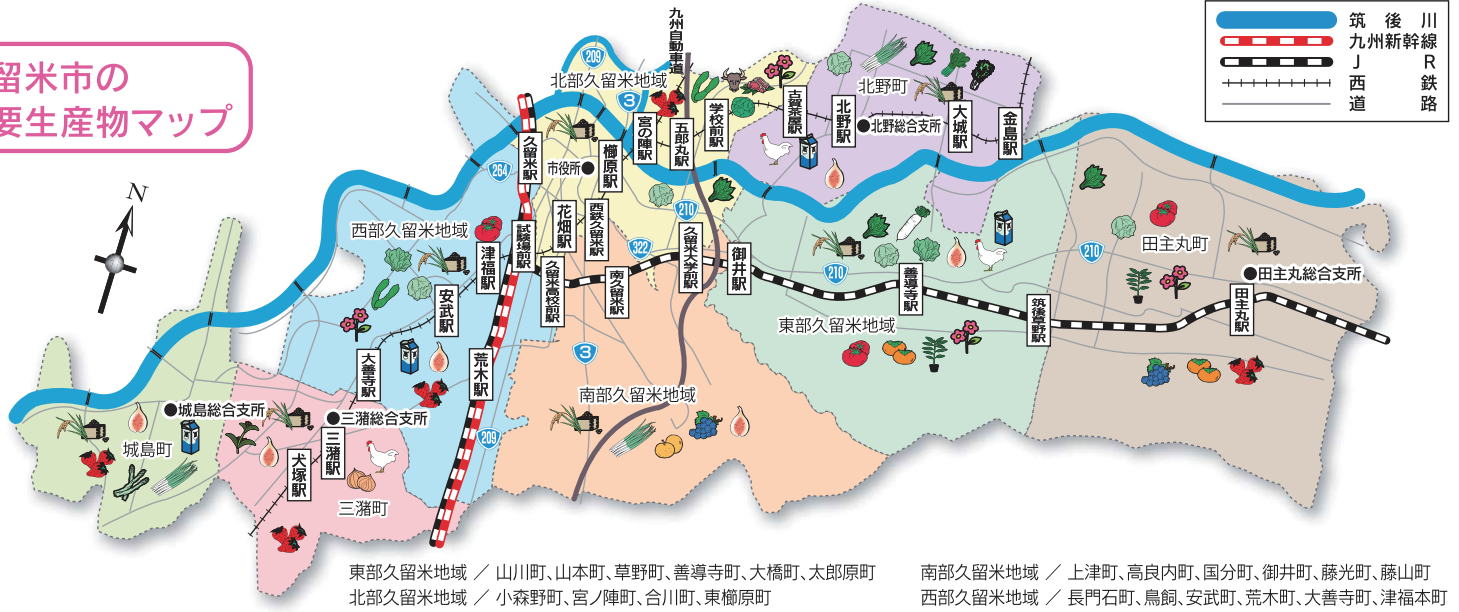 留米市の
要生産物マップ
筑後川
九州新幹線
JR
西鉄
道路
N
九州自動車道
209
北部久留米地域
3
北野町
264
久留米駅
市役所
櫛原駅
宮の陣駅
五郎丸駅
学校前駅
古賀茶屋駅
北野駅
北野総合支所
大城駅
金島駅
西部久留米地域
津福駅
試験場前駅
花畑駅
西鉄久留米駅
322
210
久留米大学前駅
御井駅
久留米高校前駅
南久留米駅
安武駅
210
善導寺駅
210
田主丸町
田主丸総合支所
田主丸駅
筑後草野駅
東部久留米地域
大善寺駅
荒木駅
3
南部久留米地域
209
城島総合支所
城島町
三潴総合支所
三潴駅
犬塚駅
三潴町
東部久留米地域 ／ 山川町、山本町、草野町、善導寺町、大橋町、太郎原町
北部久留米地域 ／ 小森野町、宮ノ陣町、合川町、東櫛原町
南部久留米地域 ／ 上津町、高良内町、国分町、御井町、藤光町、藤山町
西部久留米地域 ／ 長門石町、鳥飼、安武町、荒木町、大善寺町、津福本町